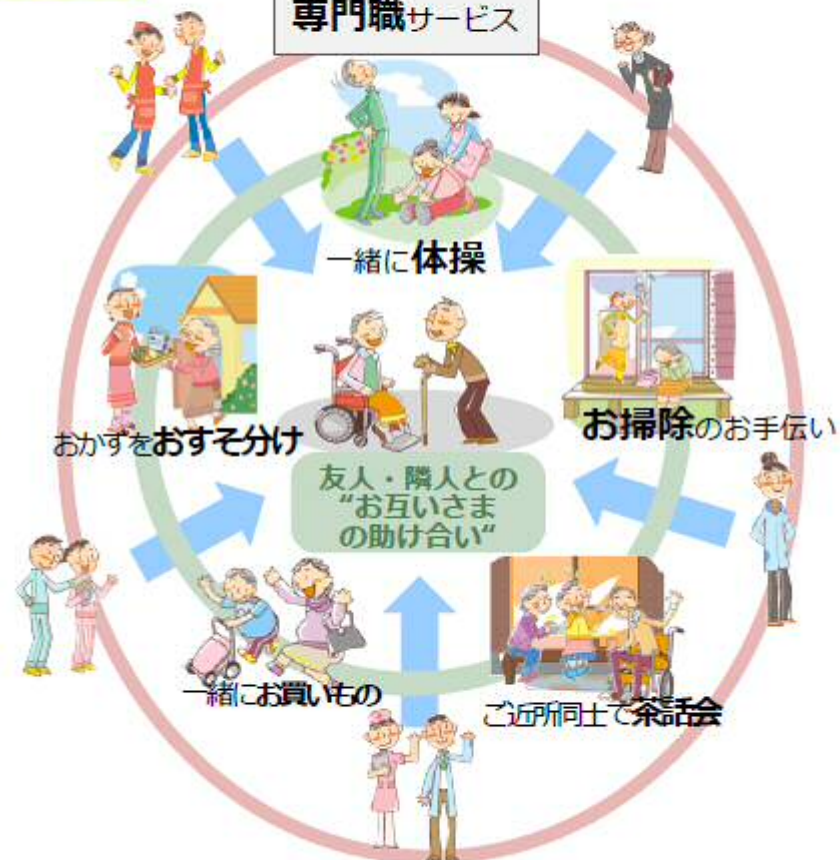 専門職サービス
一緒に体操
おかずをおすそ分け
お掃除のお手伝い
友人・隣人との
“お互いさま
の助け合い“
一緒にお買いもの
ご近所同士で茶話会